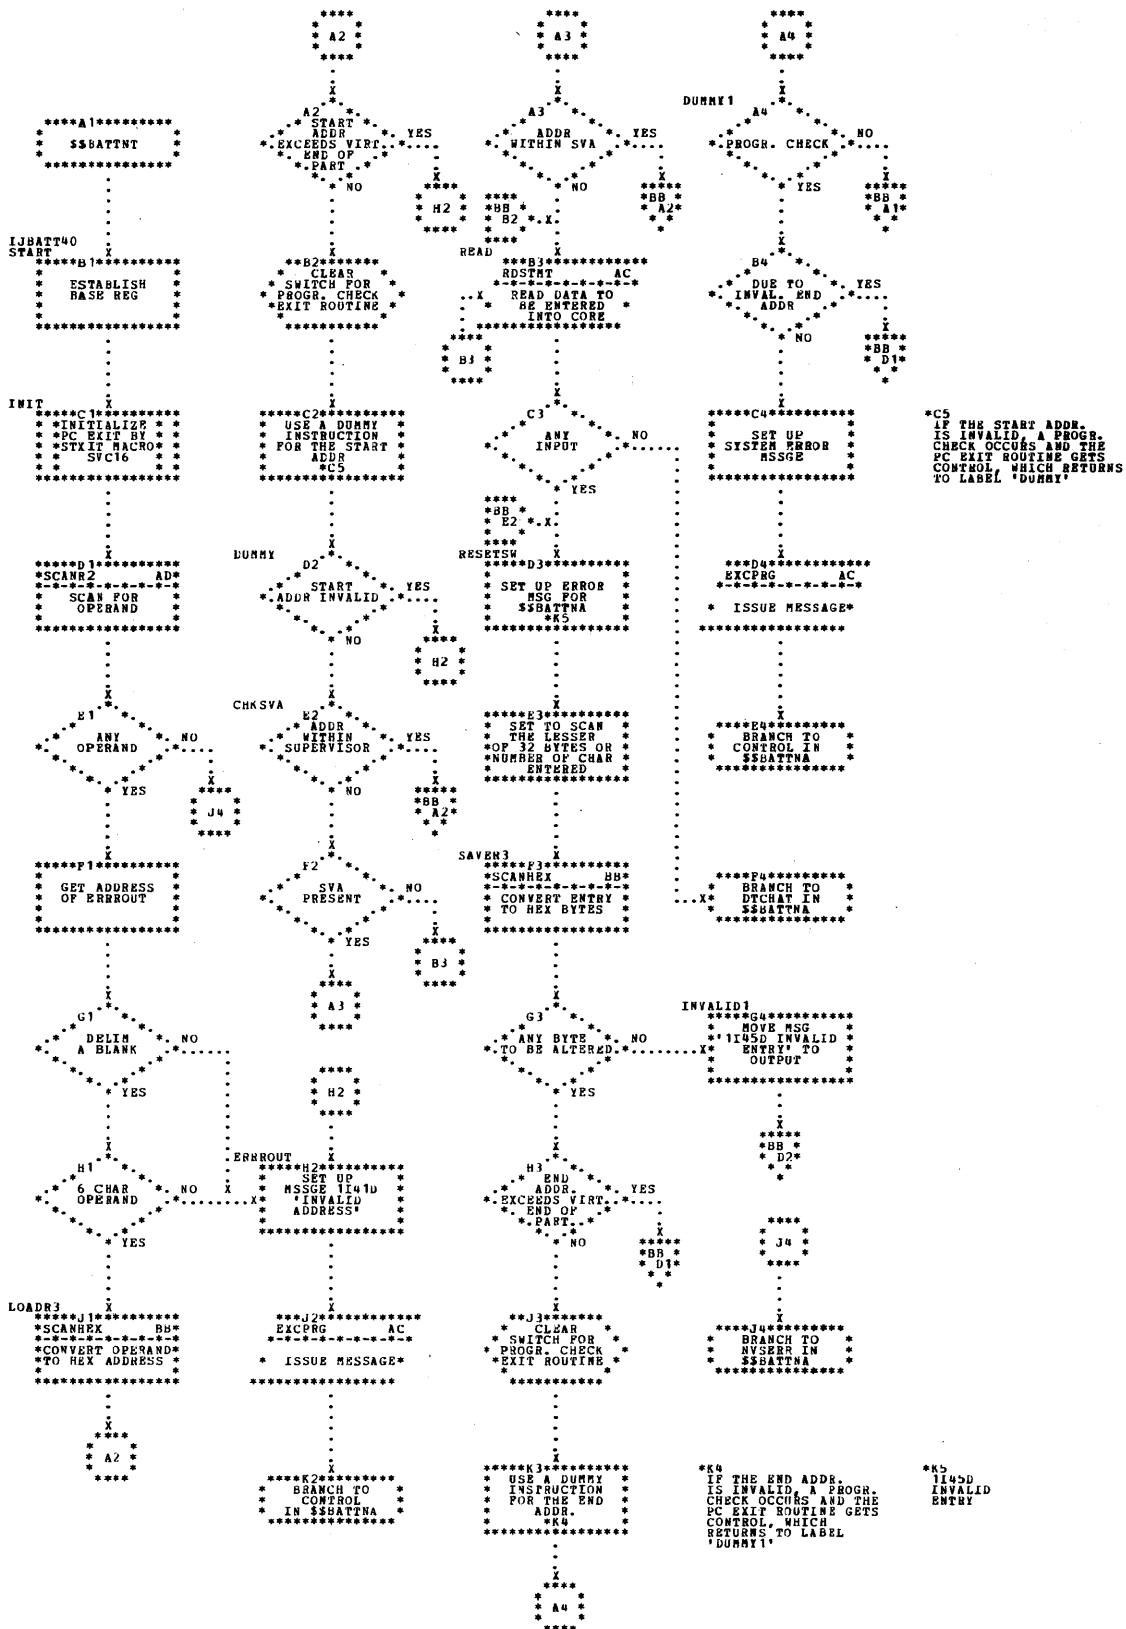 A2
A3
A4
A1
$$BATTNT
A2
START
ADDR
EXCEEDS VIRT.
END OF
PART
YES
NO
H2
A3
ADDR
WITHIN SVA
YES
NO
BB
A2
DUMMY1
A4
PROGR. CHECK
NO
YES
BB
A1
IJBATT40
START
B1
ESTABLISH
BASE REG
B2
CLEAR
SWITCH FOR
PROGR. CHECK
EXIT ROUTINE
BB
B2
READ
B3
RDSTMT AC
READ DATA TO
BE ENTERED
INTO CORE
B3
B4
DUE TO
INVAL. END
ADDR
YES
NO
BB
D1
INIT
C1
INITIALIZE
PC EXIT BY
STXIT MACRO
SVC16
C2
USE A DUMMY
INSTRUCTION
FOR THE START
ADDR
*C5
C3
ANY
INPUT
NO
YES
C4
SET UP
SYSTEM ERROR
MSSGE
*C5
IF THE START ADDR.
IS INVALID, A PROGR.
CHECK OCCURS AND THE
PC EXIT ROUTINE GETS
CONTROL, WHICH RETURNS
TO LABEL 'DUMMY'
D1
SCANR2 AD
SCAN FOR
OPERAND
DUMMY
D2
START
ADDR INVALID
YES
NO
H2
BB
E2
RESETSW
D3
SET UP ERROR
MSG FOR
$$BATTNA
*K5
D4
EXCPRG AC
ISSUE MESSAGE
E1
ANY
OPERAND
NO
YES
J4
CHKSVA
E2
ADDR
WITHIN
SUPERVISOR
YES
NO
BB
A2
E3
SET TO SCAN
THE LESSER
OF 32 BYTES OR
NUMBER OF CHAR
ENTERED
E4
BRANCH TO
CONTROL IN
$$BATTNA
F1
GET ADDRESS
OF ERRROUT
F2
SVA
PRESENT
NO
YES
B3
A3
SAVER3
F3
SCANHEX BB
CONVERT ENTRY
TO HEX BYTES
F4
BRANCH TO
DTCHAT IN
$$BATTNA
G1
DELIM
A BLANK
NO
YES
H2
G3
ANY BYTE
TO BE ALTERED
NO
YES
INVALID1
G4
MOVE MSG
'1I45D INVALID
ENTRY' TO
OUTPUT
BB
D2
H1
6 CHAR
OPERAND
NO
YES
ERRROUT
H2
SET UP
MSSGE 1I41D
'INVALID
ADDRESS'
H3
END
ADDR.
EXCEEDS VIRT.
END OF
PART.
YES
NO
BB
D1
J4
LOADR3
J1
SCANHEX BB
CONVERT OPERAND
TO HEX ADDRESS
A2
J2
EXCPRG AC
ISSUE MESSAGE
J3
CLEAR
SWITCH FOR
PROGR. CHECK
EXIT ROUTINE
J4
BRANCH TO
NVSERR IN
$$BATTNA
K2
BRANCH TO
CONTROL
IN $$BATTNA
K3
USE A DUMMY
INSTRUCTION
FOR THE END
ADDR.
*K4
A4
*K4
IF THE END ADDR.
IS INVALID, A PROGR.
CHECK OCCURS AND THE
PC EXIT ROUTINE GETS
CONTROL, WHICH
RETURNS TO LABEL
'DUMMY1'
*K5
1I45D
INVALID
ENTRY